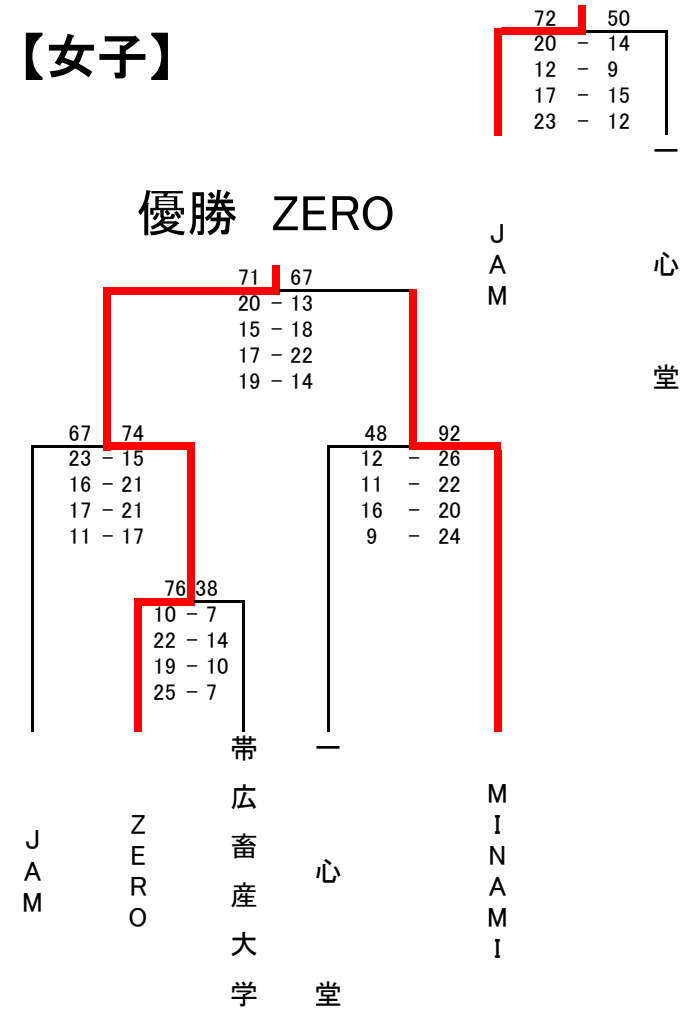 【女子】
72 50
20 － 14
12 － 9
17 － 15
23 － 12
JAM
一心堂
優勝 ZERO
71 67
20 － 13
15 － 18
17 － 22
19 － 14
67 74
23 － 15
16 － 21
17 － 21
11 － 17
48 92
12 － 26
11 － 22
16 － 20
9 － 24
76 38
10 － 7
22 － 14
19 － 10
25 － 7
JAM
ZERO
帯広畜産大学
一心堂
MINAMI